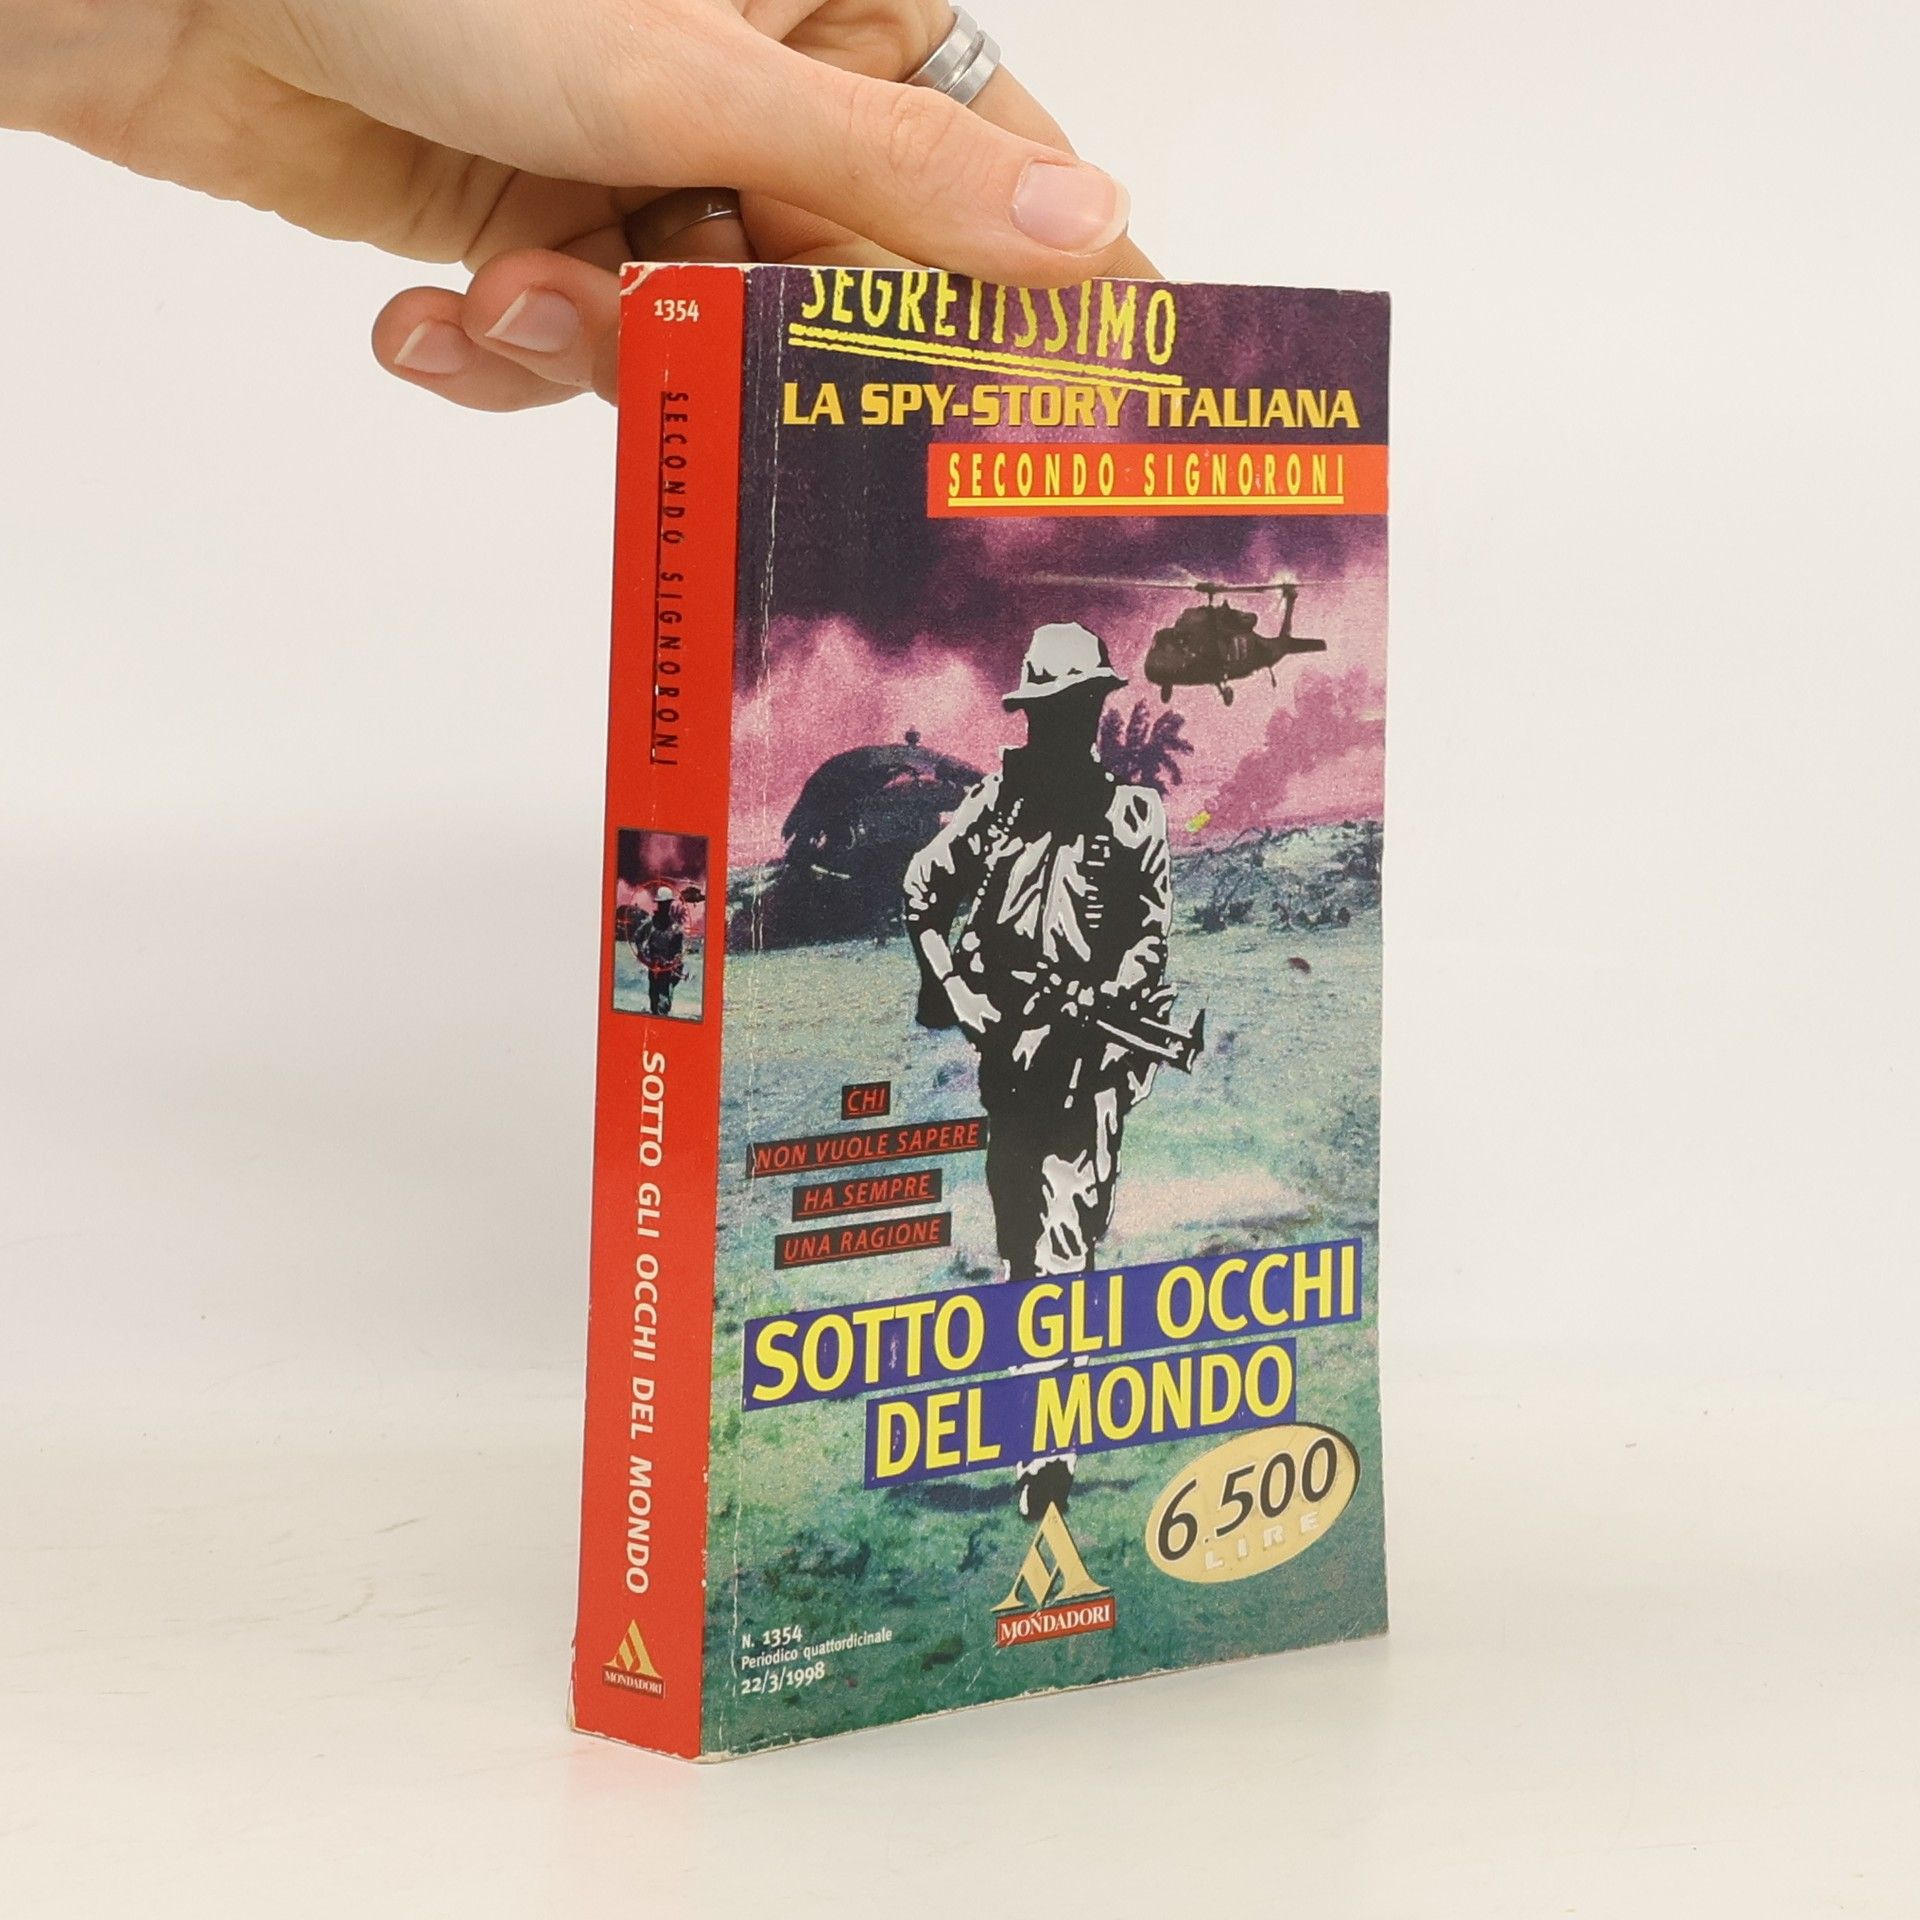 1354
SECONDO SIGNORONI
SOTTO GLI OCCHI DEL MONDO
MONDADORI
SEGRETISSIMO
LA SPY-STORY ITALIANA
SECONDO SIGNORONI
CHI
NON VUOLE SAPERE
HA SEMPRE
UNA RAGIONE
SOTTO GLI OCCHI
DEL MONDO
6.500
LIRE
MONDADORI
N. 1354
Periodico quattordicinale
22/3/1998